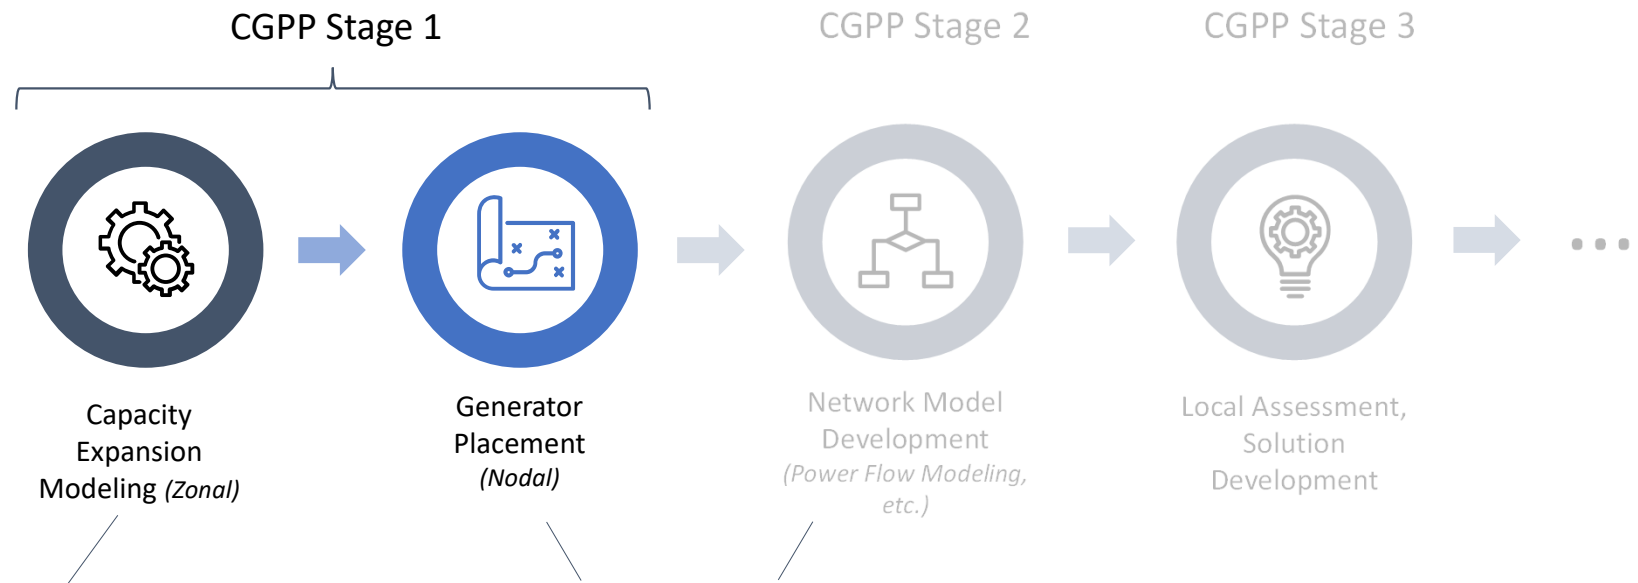 CGPP Stage 1
CGPP Stage 2
CGPP Stage 3
Capacity
Expansion
Modeling (Zonal)
Generator
Placement
(Nodal)
Network Model
Development
(Power Flow Modeling,
etc.)
Local Assessment,
Solution
Development
...